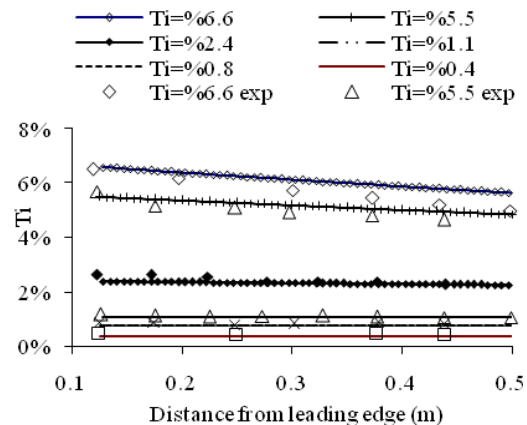 Ti=%6.6 Ti=%5.5
Ti=%2.4 Ti=%1.1
Ti=%0.8 Ti=%0.4
Ti=%6.6 exp Ti=%5.5 exp
8%
6%
4%
2%
0%
Ti
0.1 0.2 0.3 0.4 0.5
Distance from leading edge (m)